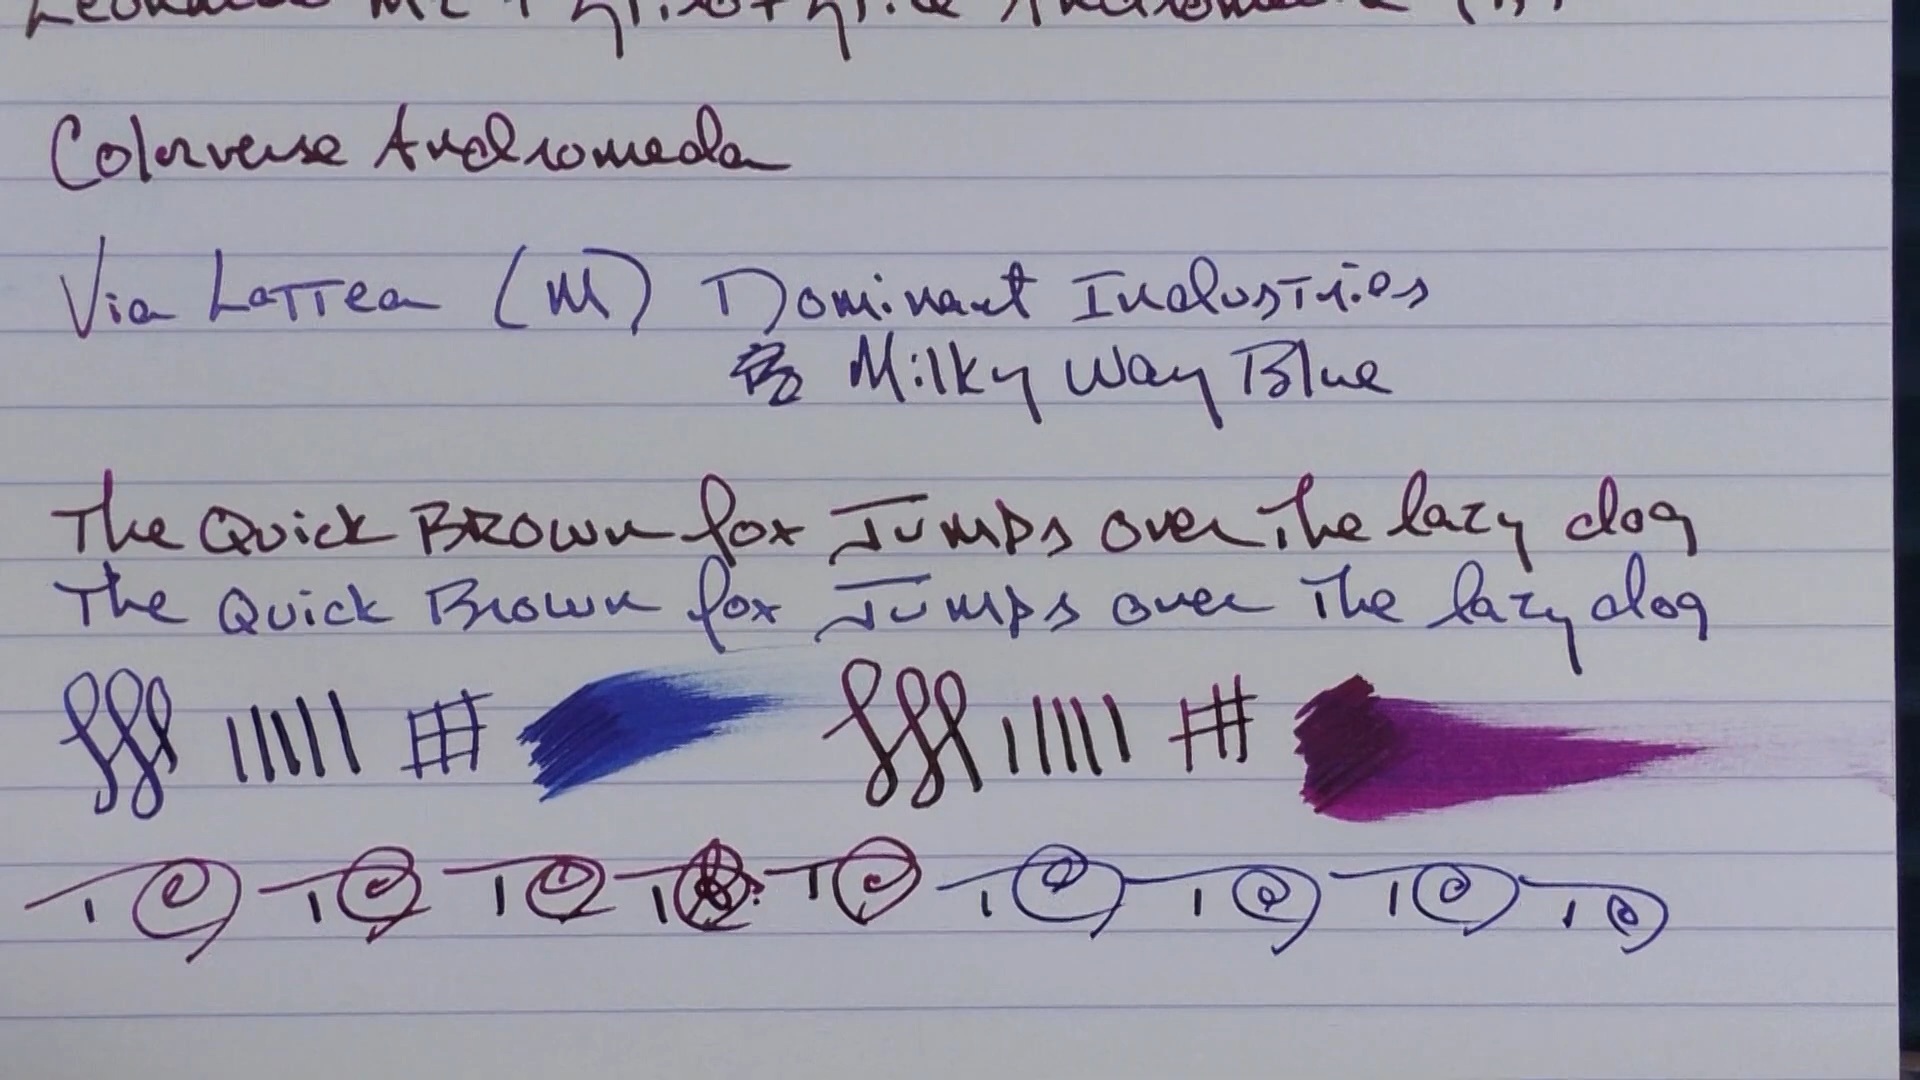 Colorverse Andromeda
Via Lattea (M) Dominant Industries
Milky Way Blue
The Quick Brown fox Jumps over The lazy dog
The Quick Brown fox Jumps over The lazy dog